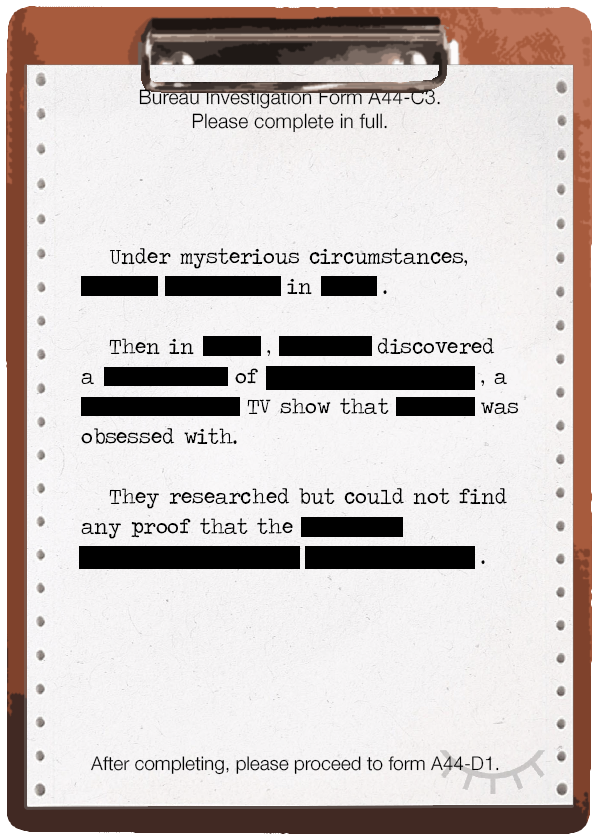 Bureau Investigation Form A44-C3.
Please complete in full.
Under mysterious circumstances,
in .
Then in , discovered
a of , a
TV show that was
obsessed with.
They researched but could not find
any proof that the
.
After completing, please proceed to form A44-D1.